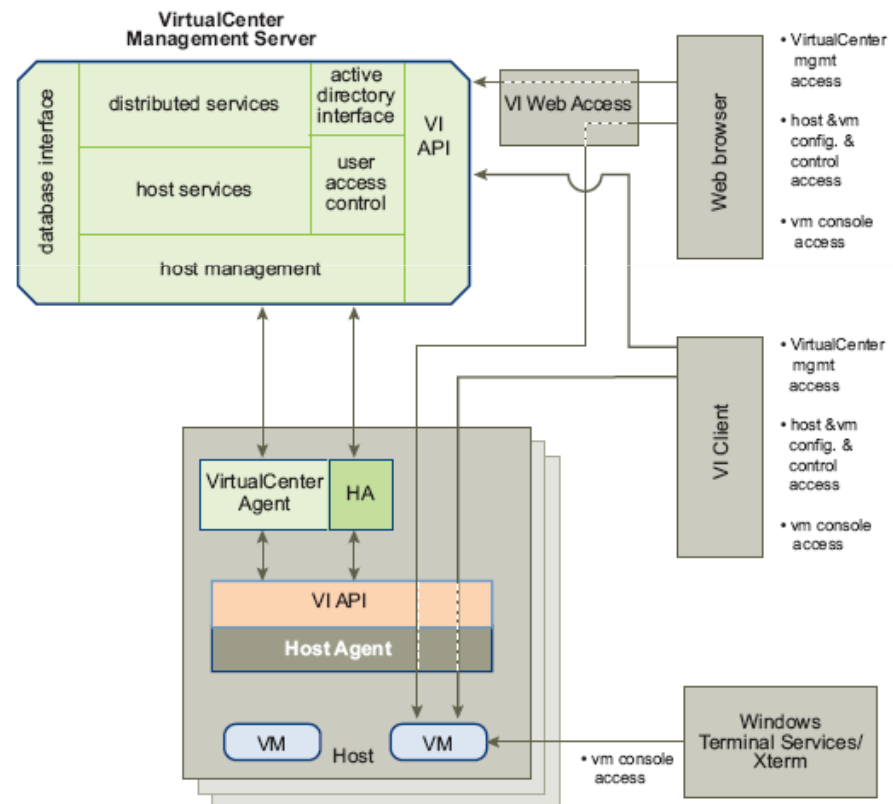 VirtualCenter
Management Server
database interface
distributed services
active
directory
interface
VI
API
host services
user
access
control
host management
VI Web Access
Web browser
• VirtualCenter
mgmt
access
• host &vm
config. &
control
access
• vm console
access
VI Client
• VirtualCenter
mgmt
access
• host &vm
config. &
control
access
• vm console
access
VirtualCenter
Agent
HA
VI API
Host Agent
VM
Host
VM
• vm console
access
Windows
Terminal Services/
Xterm